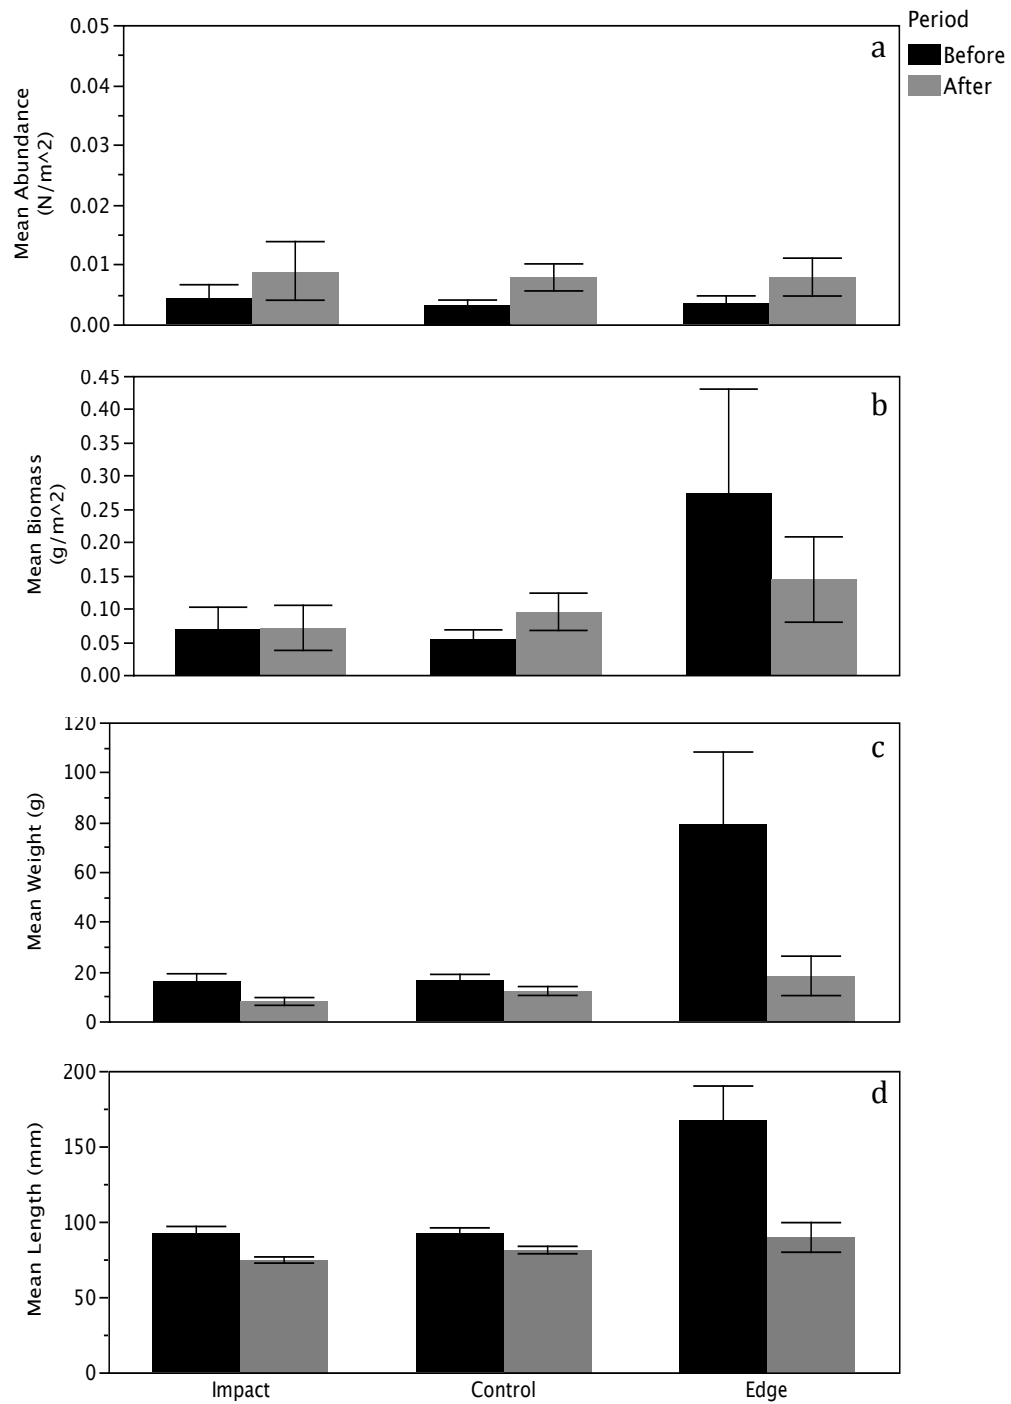 Period
Before
After
a
0.05
0.04
0.03
0.02
0.01
0.00
Mean Abundance
(N/m^2)
b
0.45
0.40
0.35
0.30
0.25
0.20
0.15
0.10
0.05
0.00
Mean Biomass
(g/m^2)
c
120
100
80
60
40
20
0
Mean Weight (g)
d
200
150
100
50
0
Mean Length (mm)
Impact
Control
Edge